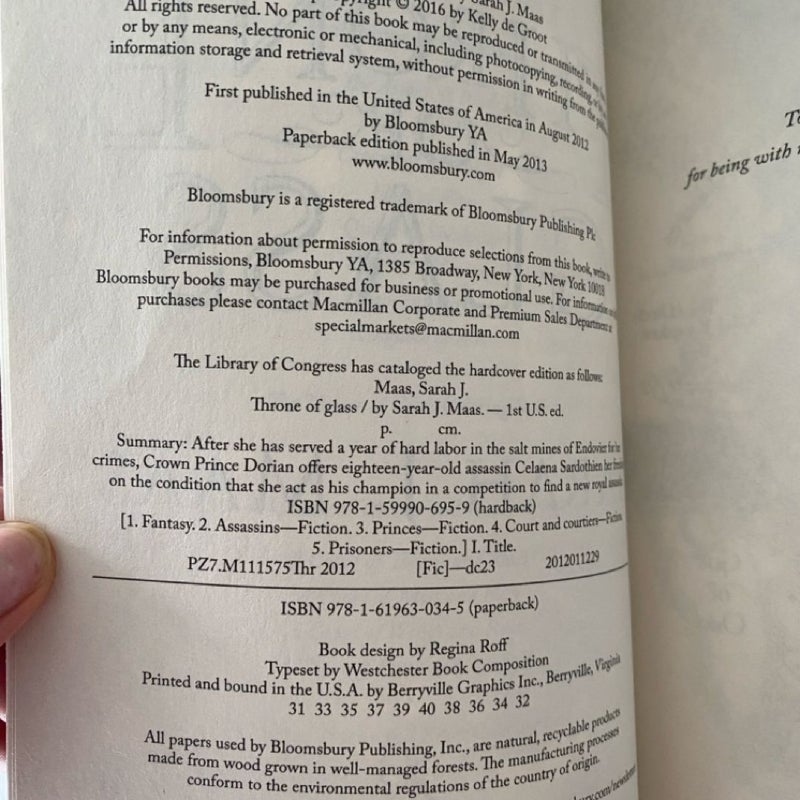 Sarah J. Maas
© 2016 by Kelly de Groot
All rights reserved. No part of this book may be reproduced or transmitted in any
or by any means, electronic or mechanical, including photocopying, recording, or
information storage and retrieval system, without permission in writing from the
First published in the United States of America in August 2012
by Bloomsbury YA
Paperback edition published in May 2013
www.bloomsbury.com
Bloomsbury is a registered trademark of Bloomsbury Publishing Plc
For information about permission to reproduce selections from this book, write to
Permissions, Bloomsbury YA, 1385 Broadway, New York, New York 10018
Bloomsbury books may be purchased for business or promotional use. For information on
purchases please contact Macmillan Corporate and Premium Sales Department at
specialmarkets@macmillan.com
The Library of Congress has cataloged the hardcover edition as follows:
Maas, Sarah J.
Throne of glass / by Sarah J. Maas. — 1st U.S. ed.
p. cm.
Summary: After she has served a year of hard labor in the salt mines of Endovier for her
crimes, Crown Prince Dorian offers eighteen-year-old assassin Celaena Sardothien her
on the condition that she act as his champion in a competition to find a new royal
ISBN 978-1-59990-695-9 (hardback)
[1. Fantasy. 2. Assassins—Fiction. 3. Princes—Fiction. 4. Court and courtiers—Fiction.
5. Prisoners—Fiction.] I. Title.
PZ7.M111575Thr 2012 [Fic]—dc23 2012011229
ISBN 978-1-61963-034-5 (paperback)
Book design by Regina Roff
Typeset by Westchester Book Composition
Printed and bound in the U.S.A. by Berryville Graphics Inc., Berryville, Virginia
31 33 35 37 39 40 38 36 34 32
All papers used by Bloomsbury Publishing, Inc., are natural, recyclable products
made from wood grown in well-managed forests. The manufacturing processes
conform to the environmental regulations of the country of origin.
for being with